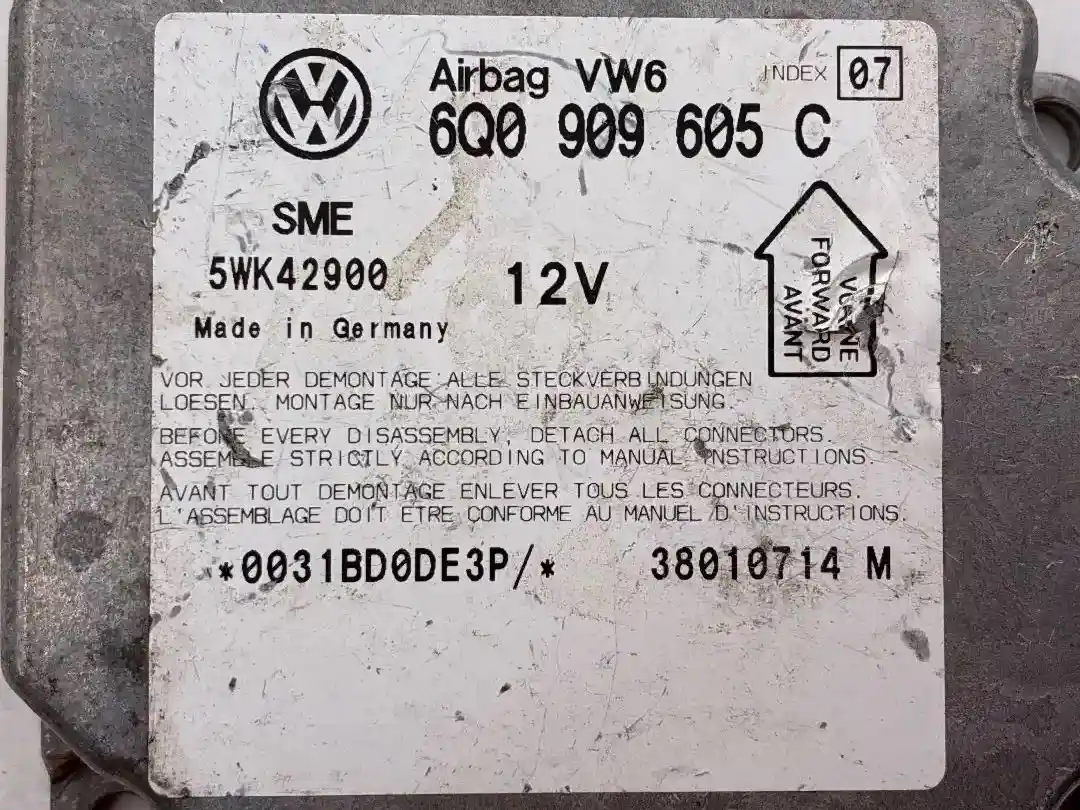 Airbag VW6 INDEX 07
6Q0 909 605 C
SME
5WK42900 12V
Made in Germany
FORWARD
AVANT
VOR JEDER DEMONTAGE ALLE STECKVERBINDUNGEN
LOESEN. MONTAGE NUR NACH EINBAUANWEISUNG.
BEFORE EVERY DISASSEMBLY, DETACH ALL CONNECTORS.
ASSEMBLE STRICTLY ACCORDING TO MANUAL INSTRUCTIONS.
AVANT TOUT DEMONTAGE ENLEVER TOUS LES CONNECTEURS.
L'ASSEMBLAGE DOIT ETRE CONFORME AU MANUEL D'INSTRUCTIONS.
*0031BD0DE3P/* 38010714 M